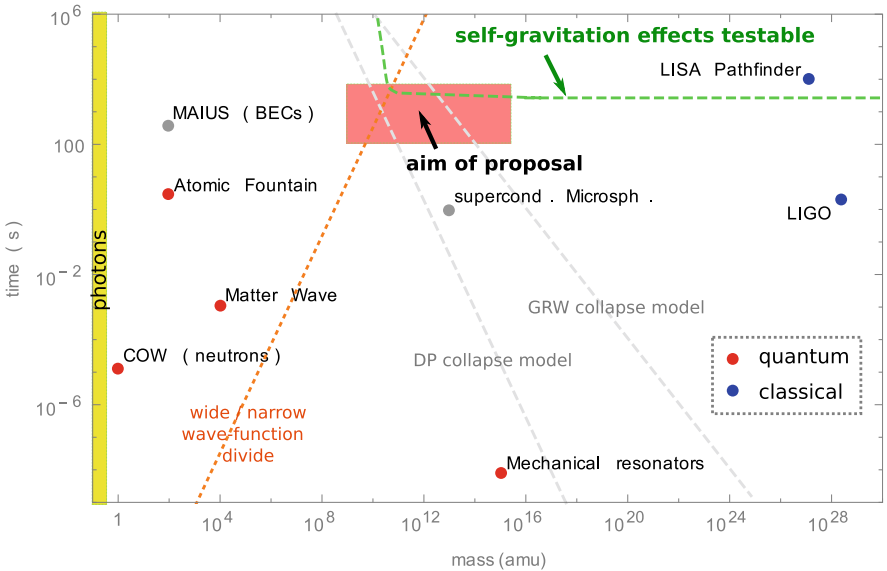 10^6
self-gravitation effects testable
LISA Pathfinder
MAIUS ( BECs )
100
aim of proposal
Atomic Fountain
supercond . Microsph .
LIGO
time ( s )
photons
10^-2
Matter Wave
GRW collapse model
COW ( neutrons )
DP collapse model
quantum
classical
10^-6
wide / narrow
wave-function
divide
Mechanical resonators
1 10^4 10^8 10^12 10^16 10^20 10^24 10^28
mass (amu)